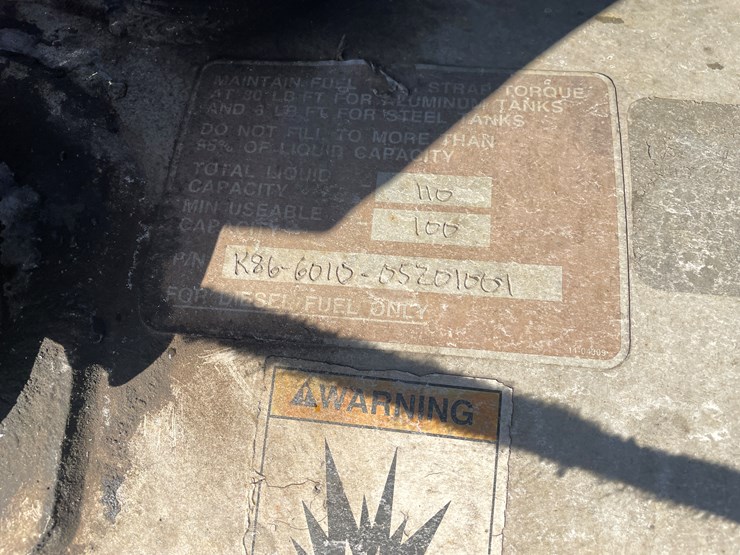 MAINTAIN FUEL STRAP TORQUE
AT 30 LB FT FOR ALUMINUM TANKS
AND 8 LB FT FOR STEEL TANKS
DO NOT FILL TO MORE THAN
95% OF LIQUID CAPACITY
TOTAL LIQUID
CAPACITY 110
MIN USEABLE
CAPACITY 100
P/N K86-6010-05201001
FOR DIESEL FUEL ONLY
WARNING